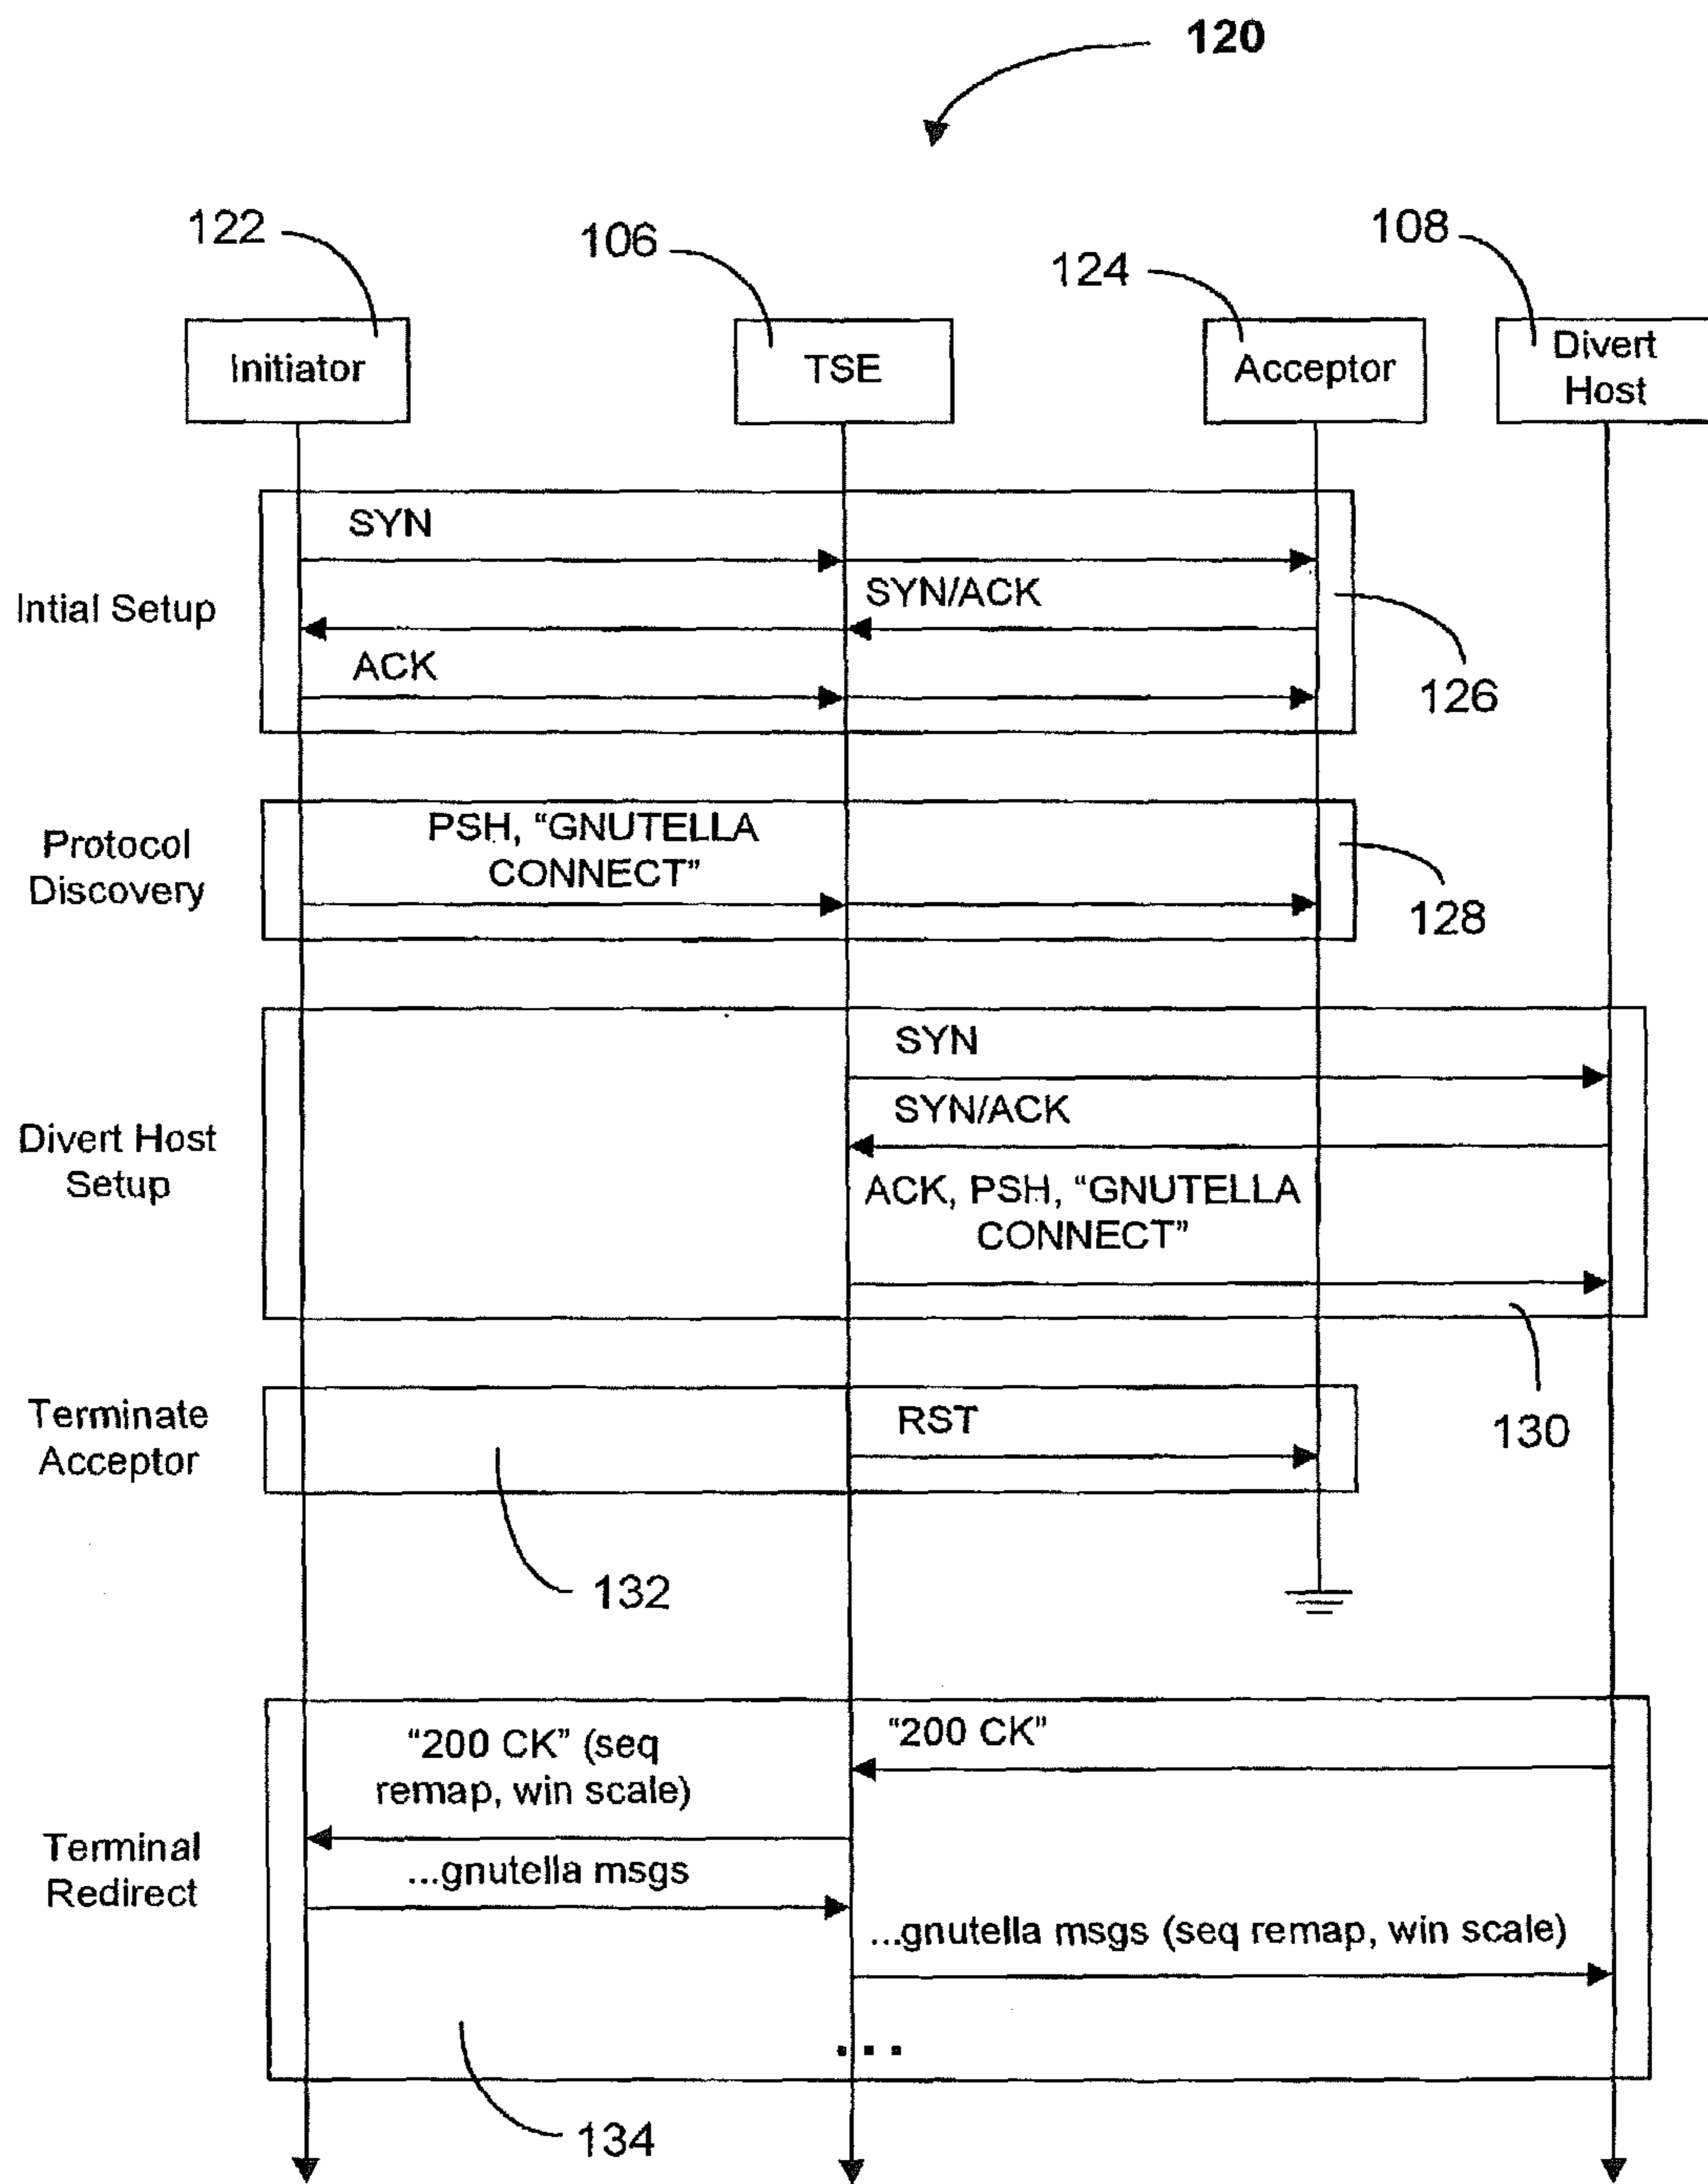 120
122
106
124
108
Initiator
TSE
Acceptor
Divert
Host
Intial Setup
SYN
SYN/ACK
ACK
126
Protocol
Discovery
PSH, “GNUTELLA
CONNECT”
128
Divert Host
Setup
SYN
SYN/ACK
ACK, PSH, “GNUTELLA
CONNECT”
130
Terminate
Acceptor
RST
132
Terminal
Redirect
“200 CK”
“200 CK” (seq
remap, win scale)
...gnutella msgs
...gnutella msgs (seq remap, win scale)
...
134